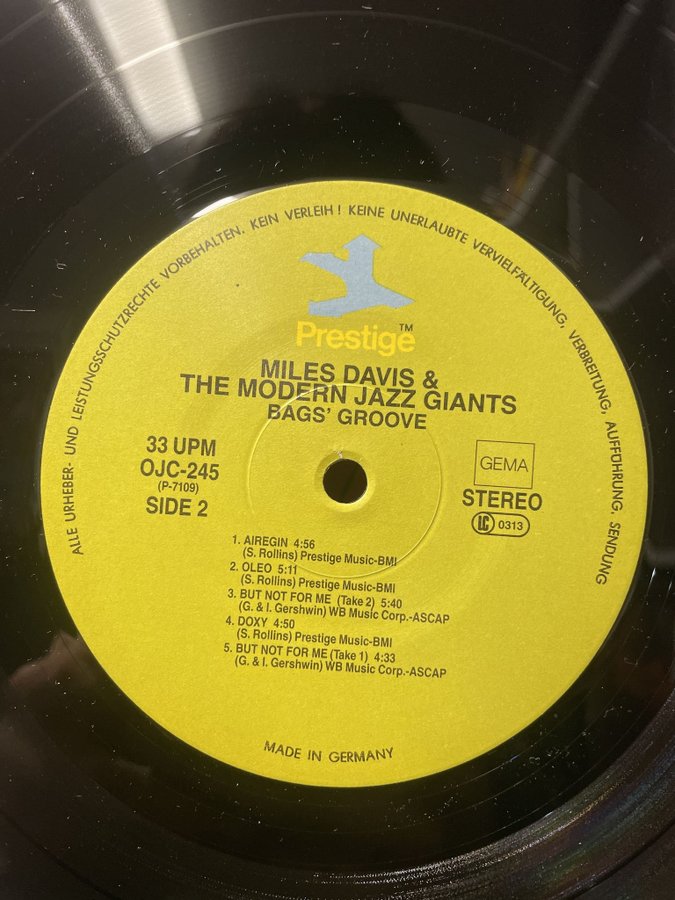 ALLE URHEBER- UND LEISTUNGSSCHUTZRECHTE VORBEHALTEN. KEIN VERLEIH! KEINE UNERLAUBTE VERVIELFÄLTIGUNG, VERBREITUNG, AUFFÜHRUNG, SENDUNG
Prestige™
MILES DAVIS &
THE MODERN JAZZ GIANTS
BAGS' GROOVE
33 UPM
OJC-245
(P-7109)
SIDE 2
GEMA
STEREO
LC 0313
1. AIREGIN 4:56
(S. Rollins) Prestige Music-BMI
2. OLEO 5:11
(S. Rollins) Prestige Music-BMI
3. BUT NOT FOR ME (Take 2) 5:40
(G. & I. Gershwin) WB Music Corp.-ASCAP
4. DOXY 4:50
(S. Rollins) Prestige Music-BMI
5. BUT NOT FOR ME (Take 1) 4:33
(G. & I. Gershwin) WB Music Corp.-ASCAP
MADE IN GERMANY